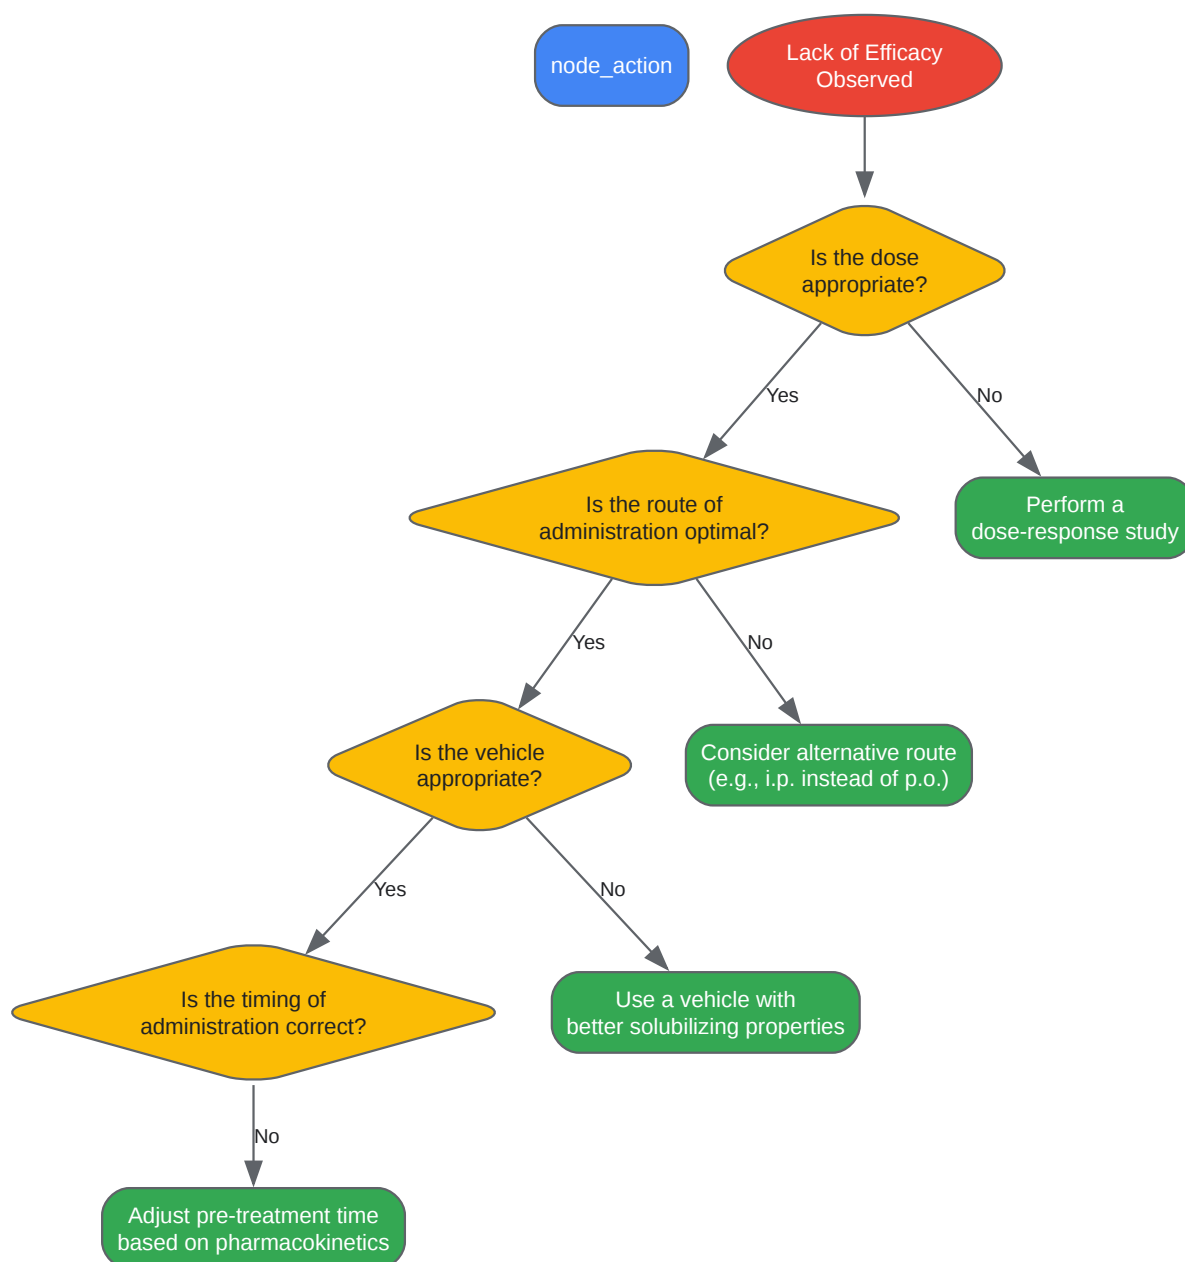 node_action
Lack of Efficacy
Observed
Is the dose
appropriate?
Yes
No
Is the route of
administration optimal?
Perform a
dose-response study
Yes
No
Is the vehicle
appropriate?
Consider alternative route
(e.g., i.p. instead of p.o.)
Yes
No
Is the timing of
administration correct?
Use a vehicle with
better solubilizing properties
No
Adjust pre-treatment time
based on pharmacokinetics